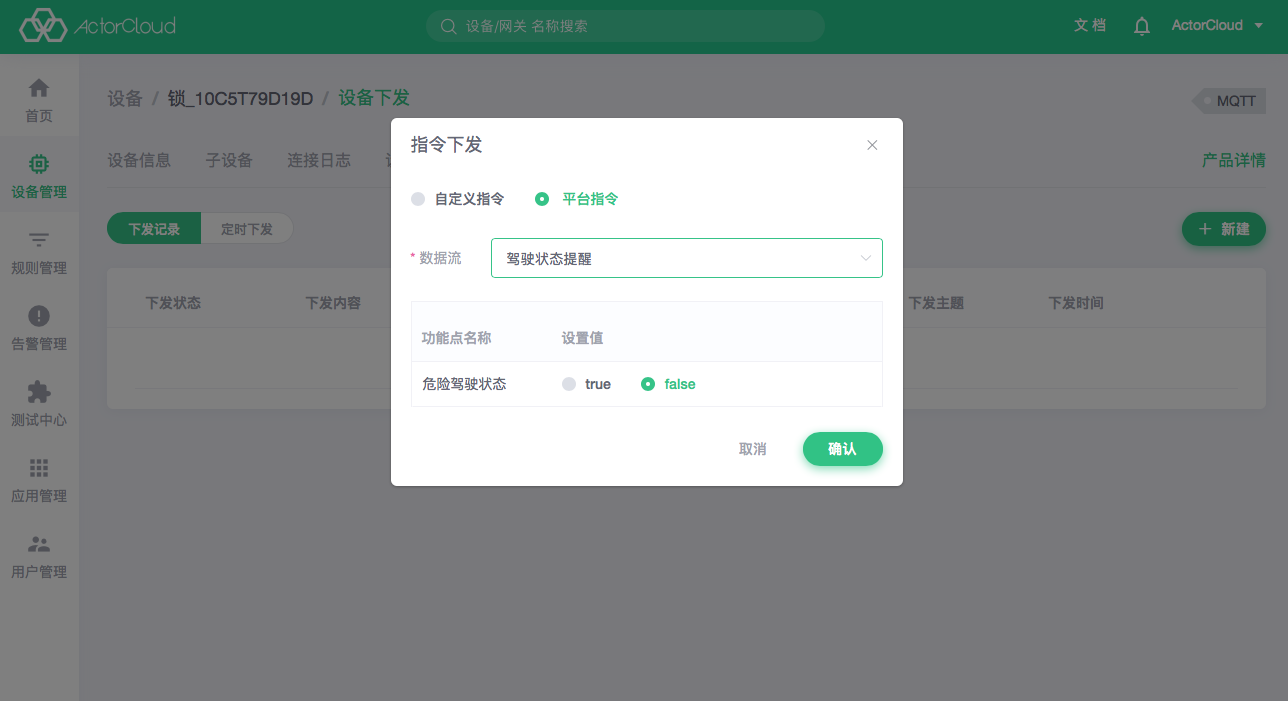 ActorCloud
设备/网关 名称搜索
文 档
ActorCloud
首页
设备管理
规则管理
告警管理
测试中心
应用管理
用户管理
设备 / 锁_10C5T79D19D / 设备下发
MQTT
设备信息 子设备 连接日志
产品详情
下发记录 定时下发
+ 新建
下发状态 下发内容 下发主题 下发时间
指令下发
自定义指令 平台指令
* 数据流 驾驶状态提醒
功能点名称 设置值
危险驾驶状态 true false
取消 确认